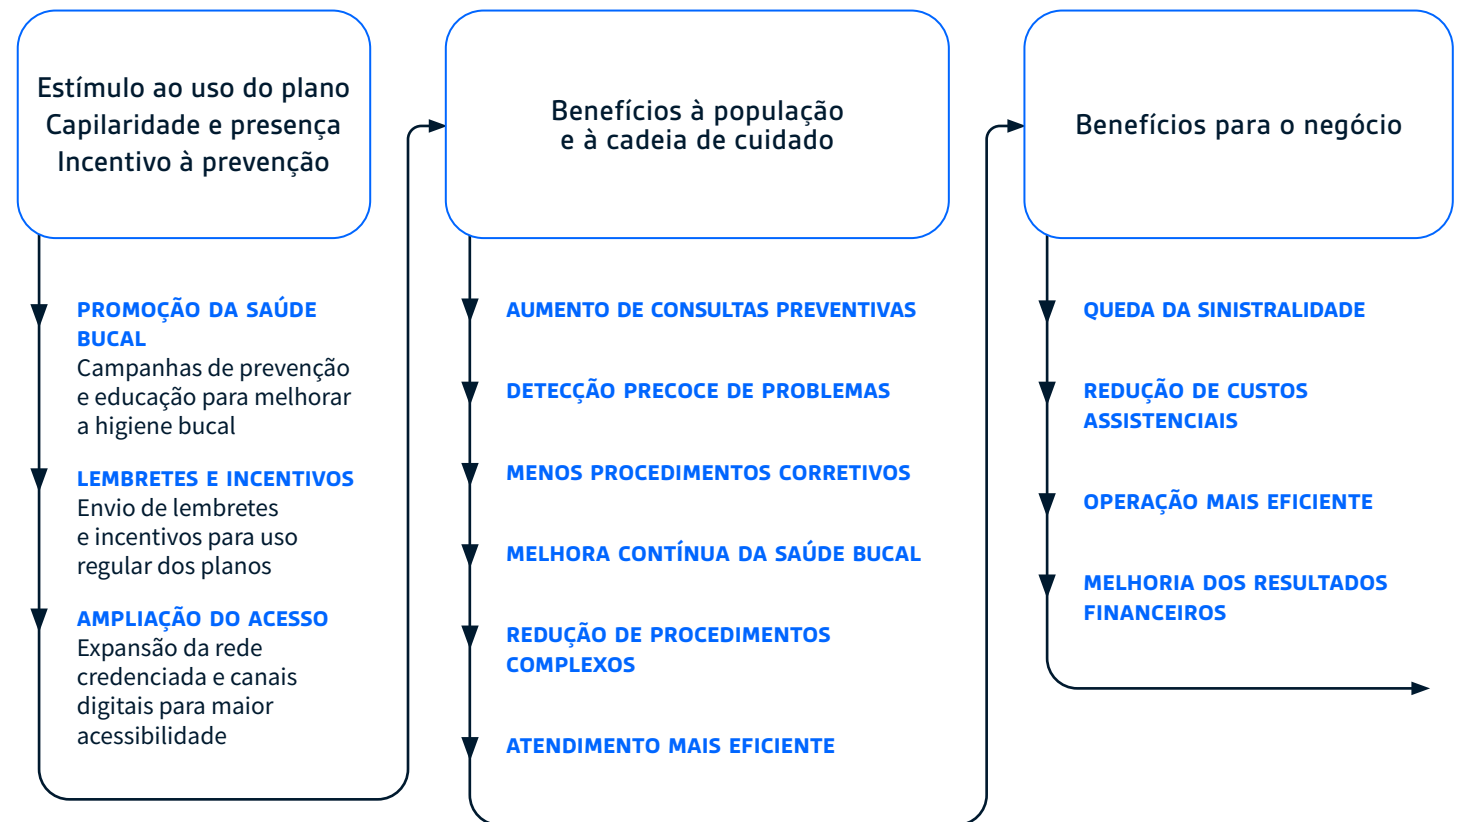 Estímulo ao uso do plano
Capilaridade e presença
Incentivo à prevenção
PROMOÇÃO DA SAÚDE
BUCAL
Campanhas de prevenção
e educação para melhorar
a higiene bucal
LEMBRETES E INCENTIVOS
Envio de lembretes
e incentivos para uso
regular dos planos
AMPLIAÇÃO DO ACESSO
Expansão da rede
credenciada e canais
digitais para maior
acessibilidade
Benefícios à população
e à cadeia de cuidado
AUMENTO DE CONSULTAS PREVENTIVAS
DETECÇÃO PRECOCE DE PROBLEMAS
MENOS PROCEDIMENTOS CORRETIVOS
MELHORA CONTÍNUA DA SAÚDE BUCAL
REDUÇÃO DE PROCEDIMENTOS
COMPLEXOS
ATENDIMENTO MAIS EFICIENTE
Benefícios para o negócio
QUEDA DA SINISTRALIDADE
REDUÇÃO DE CUSTOS
ASSISTENCIAIS
OPERAÇÃO MAIS EFICIENTE
MELHORIA DOS RESULTADOS
FINANCEIROS